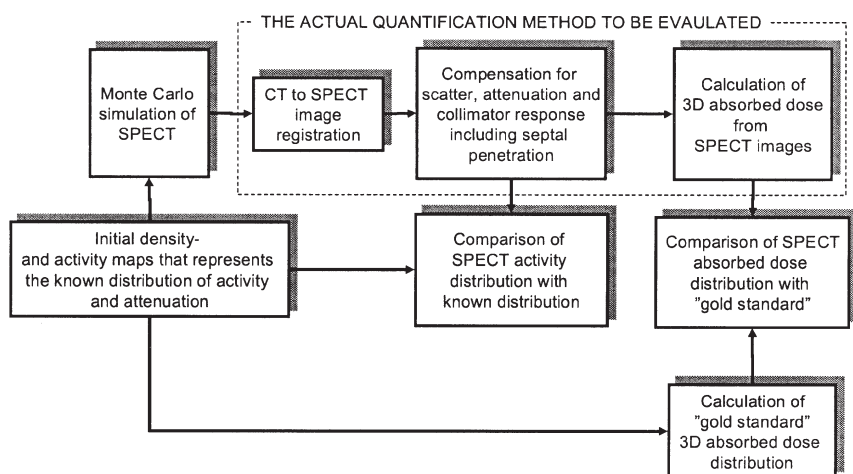 THE ACTUAL QUANTIFICATION METHOD TO BE EVAULATED
Monte Carlo
simulation of
SPECT
CT to SPECT
image
registration
Compensation for
scatter, attenuation and
collimator response
including septal
penetration
Calculation of
3D absorbed dose
from
SPECT images
Initial density-
and activity maps that represents
the known distribution of activity
and attenuation
Comparison of
SPECT activity
distribution with
known distribution
Comparison of SPECT
absorbed dose
distribution with
"gold standard"
Calculation of
"gold standard"
3D absorbed dose
distribution